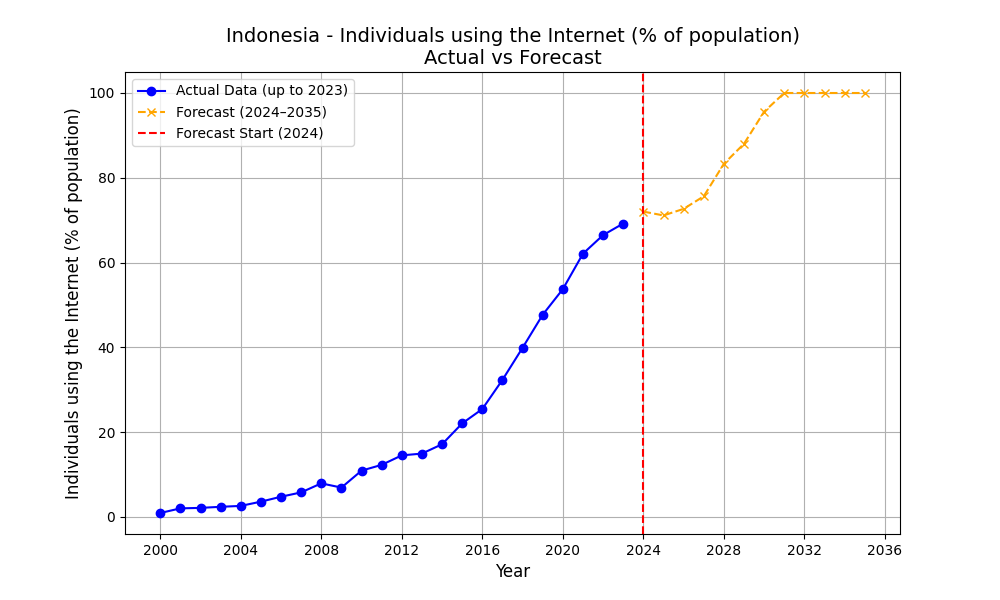 Indonesia - Individuals using the Internet (% of population)
Actual vs Forecast
Actual Data (up to 2023)
Forecast (2024–2035)
Forecast Start (2024)
Individuals using the Internet (% of population)
100
80
60
40
20
0
2000 2004 2008 2012 2016 2020 2024 2028 2032 2036
Year